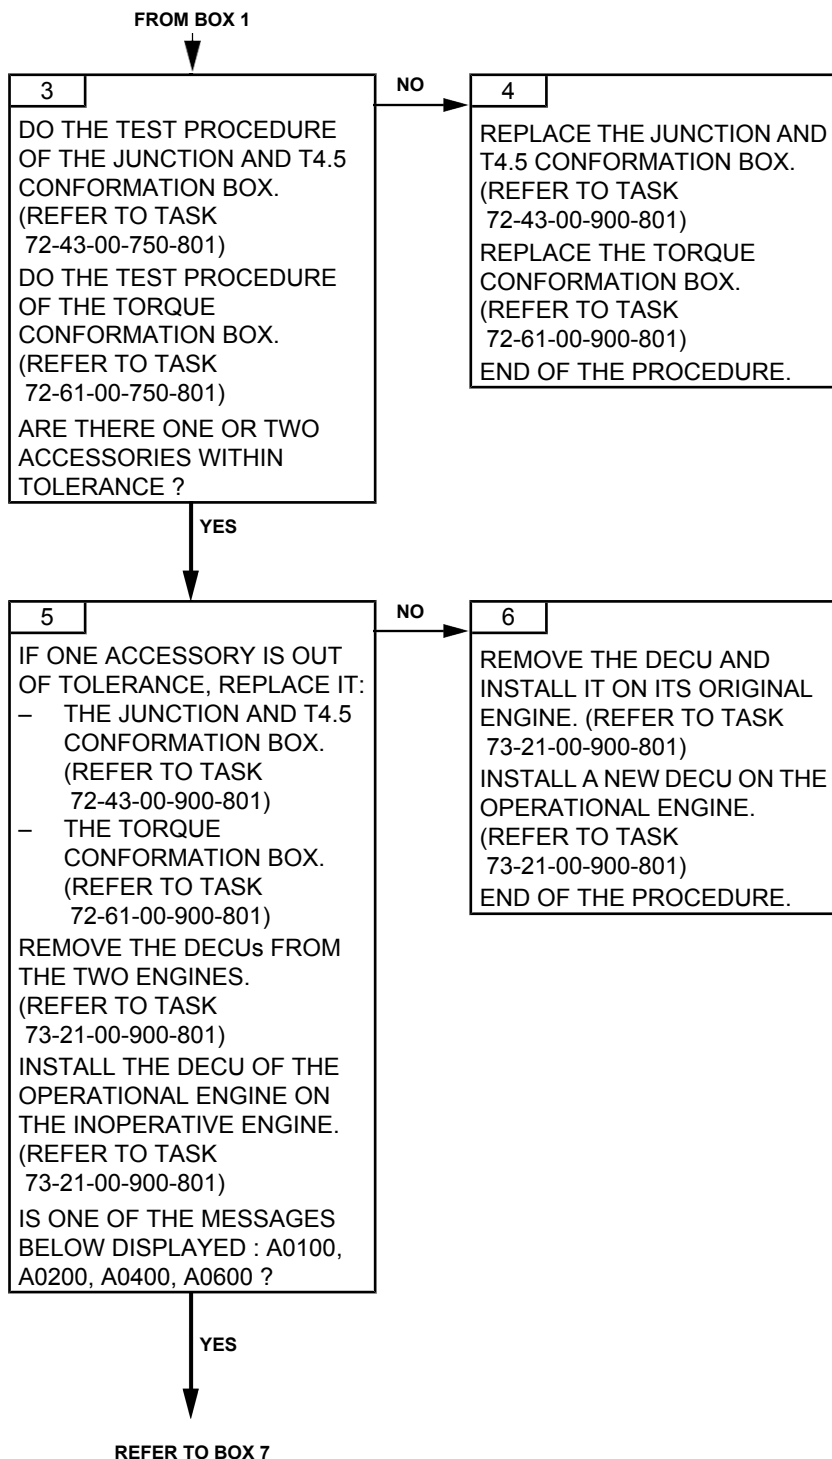 FROM BOX 1
3
DO THE TEST PROCEDURE
OF THE JUNCTION AND T4.5
CONFORMATION BOX.
(REFER TO TASK
72-43-00-750-801)
DO THE TEST PROCEDURE
OF THE TORQUE
CONFORMATION BOX.
(REFER TO TASK
72-61-00-750-801)
ARE THERE ONE OR TWO
ACCESSORIES WITHIN
TOLERANCE ?
NO
4
REPLACE THE JUNCTION AND
T4.5 CONFORMATION BOX.
(REFER TO TASK
72-43-00-900-801)
REPLACE THE TORQUE
CONFORMATION BOX.
(REFER TO TASK
72-61-00-900-801)
END OF THE PROCEDURE.
YES
5
IF ONE ACCESSORY IS OUT
OF TOLERANCE, REPLACE IT:
– THE JUNCTION AND T4.5
CONFORMATION BOX.
(REFER TO TASK
72-43-00-900-801)
– THE TORQUE
CONFORMATION BOX.
(REFER TO TASK
72-61-00-900-801)
REMOVE THE DECUs FROM
THE TWO ENGINES.
(REFER TO TASK
73-21-00-900-801)
INSTALL THE DECU OF THE
OPERATIONAL ENGINE ON
THE INOPERATIVE ENGINE.
(REFER TO TASK
73-21-00-900-801)
IS ONE OF THE MESSAGES
BELOW DISPLAYED : A0100,
A0200, A0400, A0600 ?
NO
6
REMOVE THE DECU AND
INSTALL IT ON ITS ORIGINAL
ENGINE. (REFER TO TASK
73-21-00-900-801)
INSTALL A NEW DECU ON THE
OPERATIONAL ENGINE.
(REFER TO TASK
73-21-00-900-801)
END OF THE PROCEDURE.
YES
REFER TO BOX 7